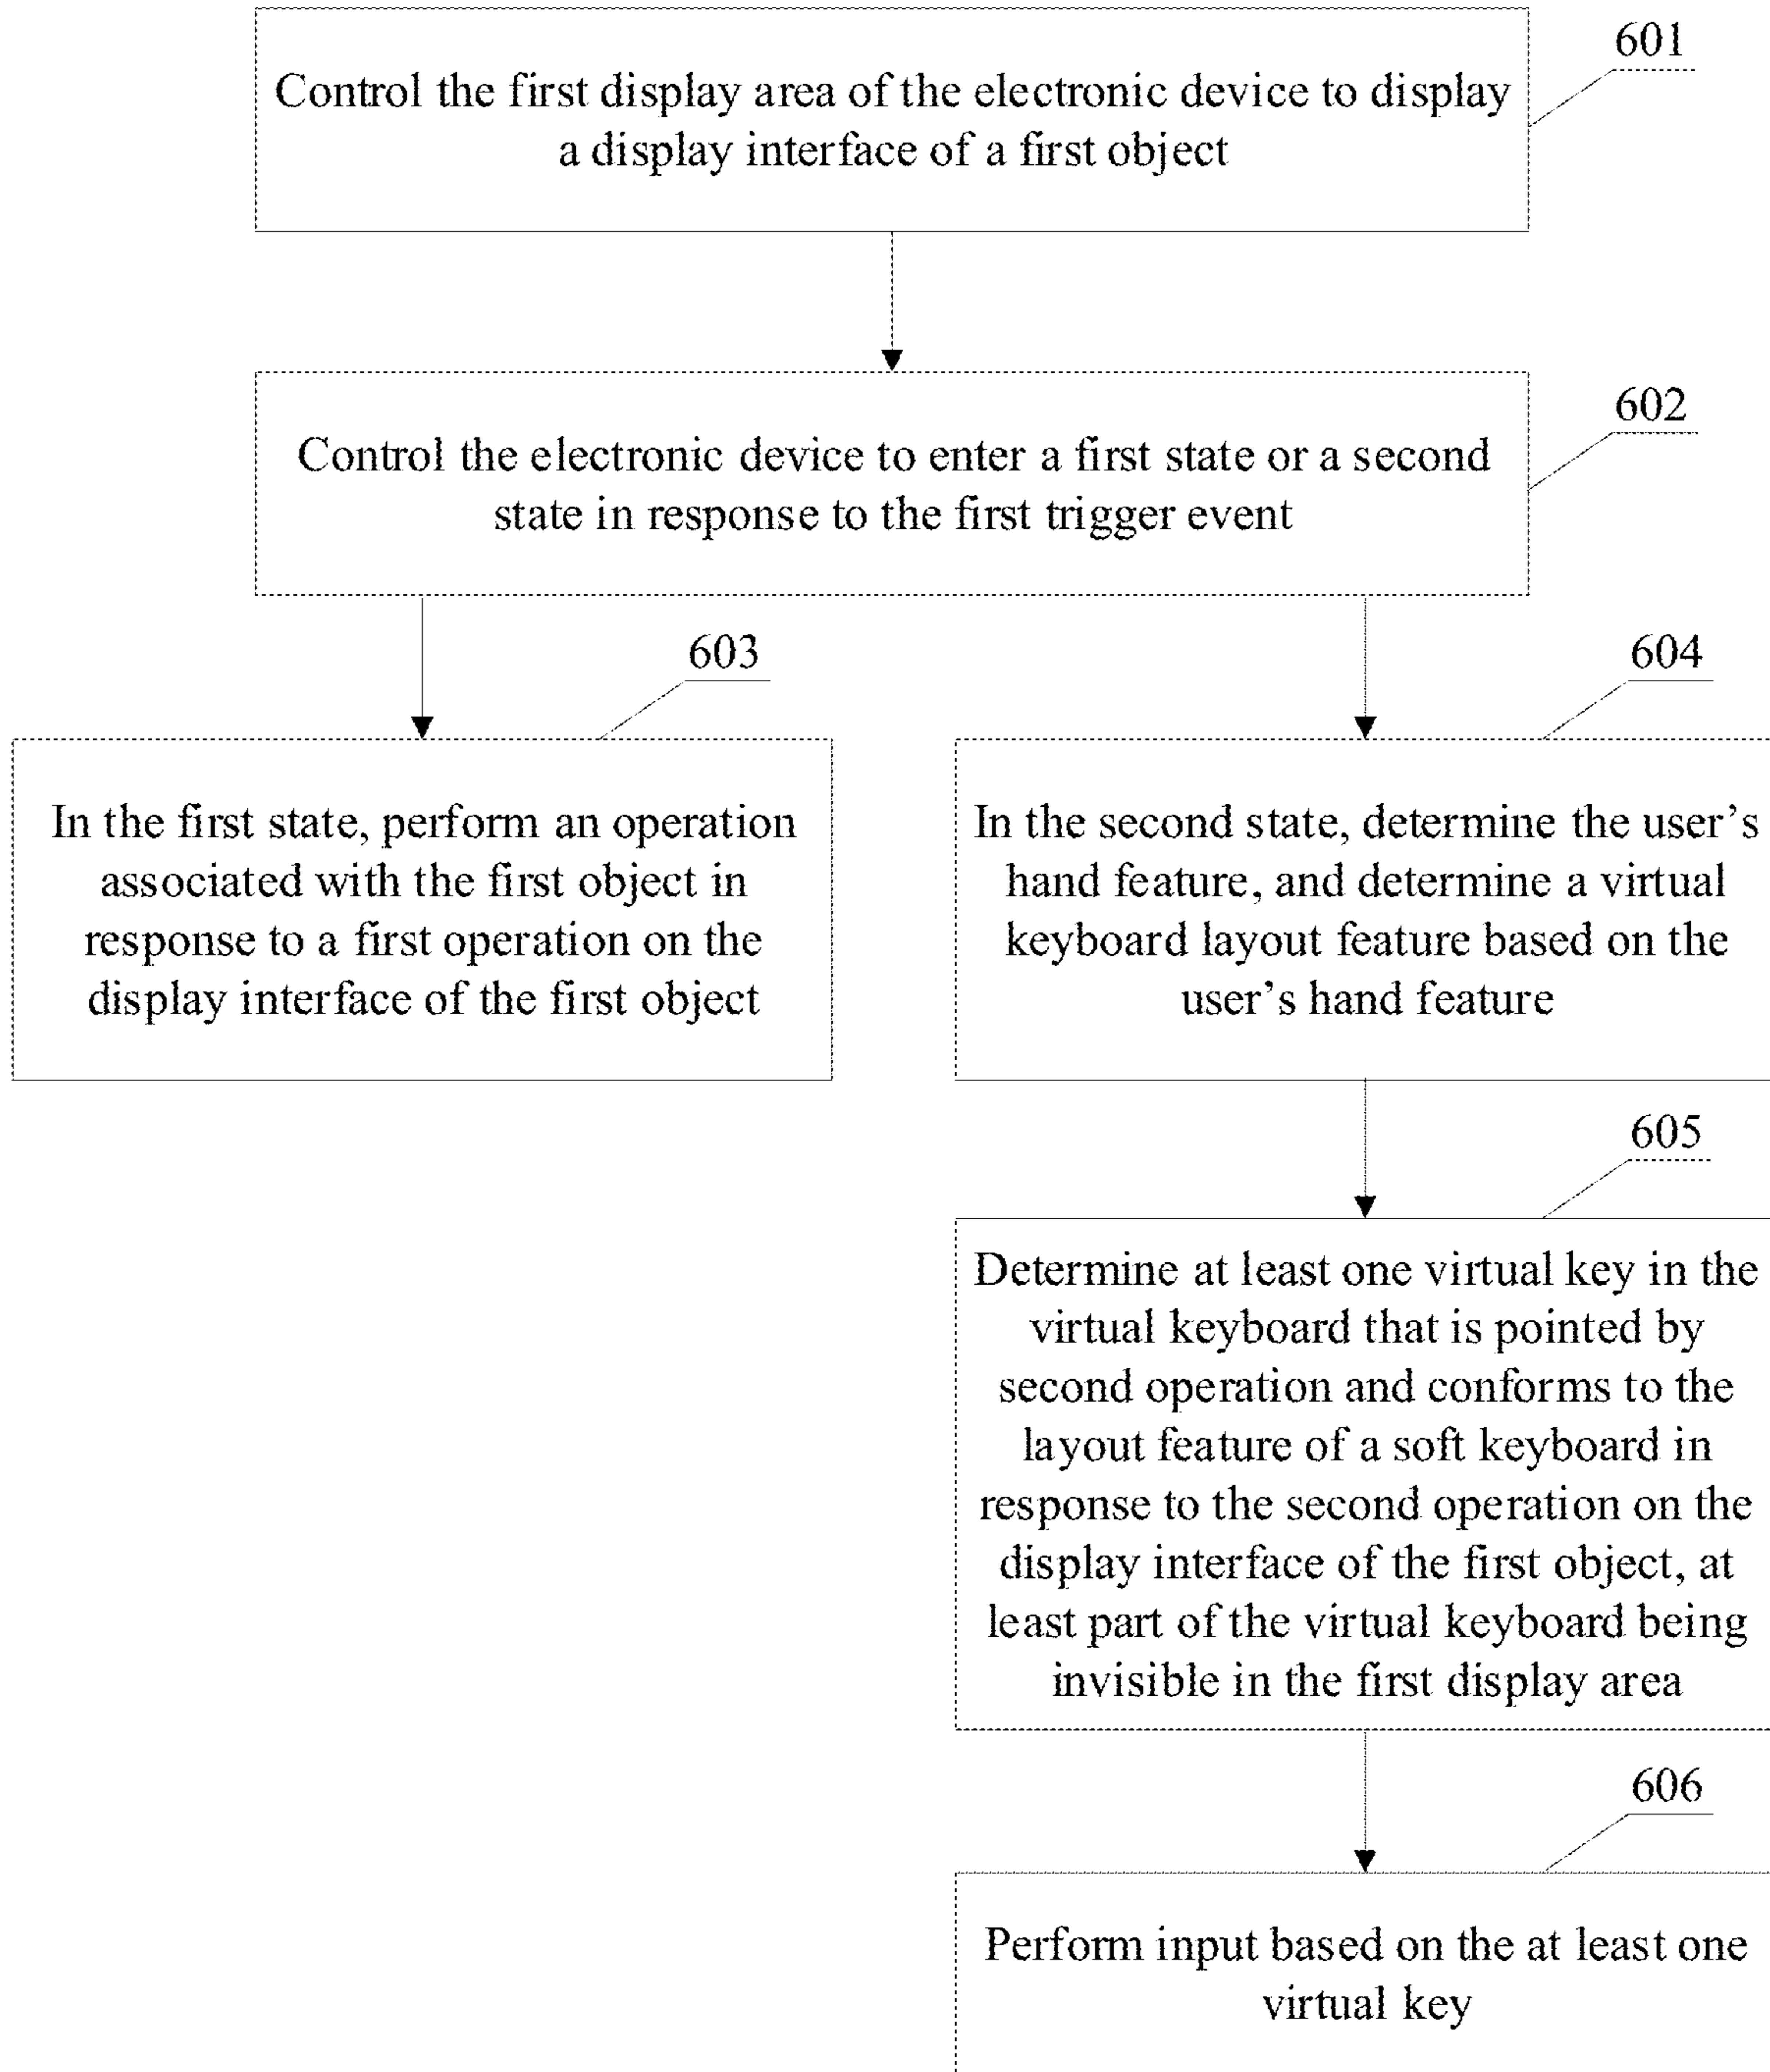 601
Control the first display area of the electronic device to display
a display interface of a first object
602
Control the electronic device to enter a first state or a second
state in response to the first trigger event
603
In the first state, perform an operation
associated with the first object in
response to a first operation on the
display interface of the first object
604
In the second state, determine the user’s
hand feature, and determine a virtual
keyboard layout feature based on the
user’s hand feature
605
Determine at least one virtual key in the
virtual keyboard that is pointed by
second operation and conforms to the
layout feature of a soft keyboard in
response to the second operation on the
display interface of the first object, at
least part of the virtual keyboard being
invisible in the first display area
606
Perform input based on the at least one
virtual key